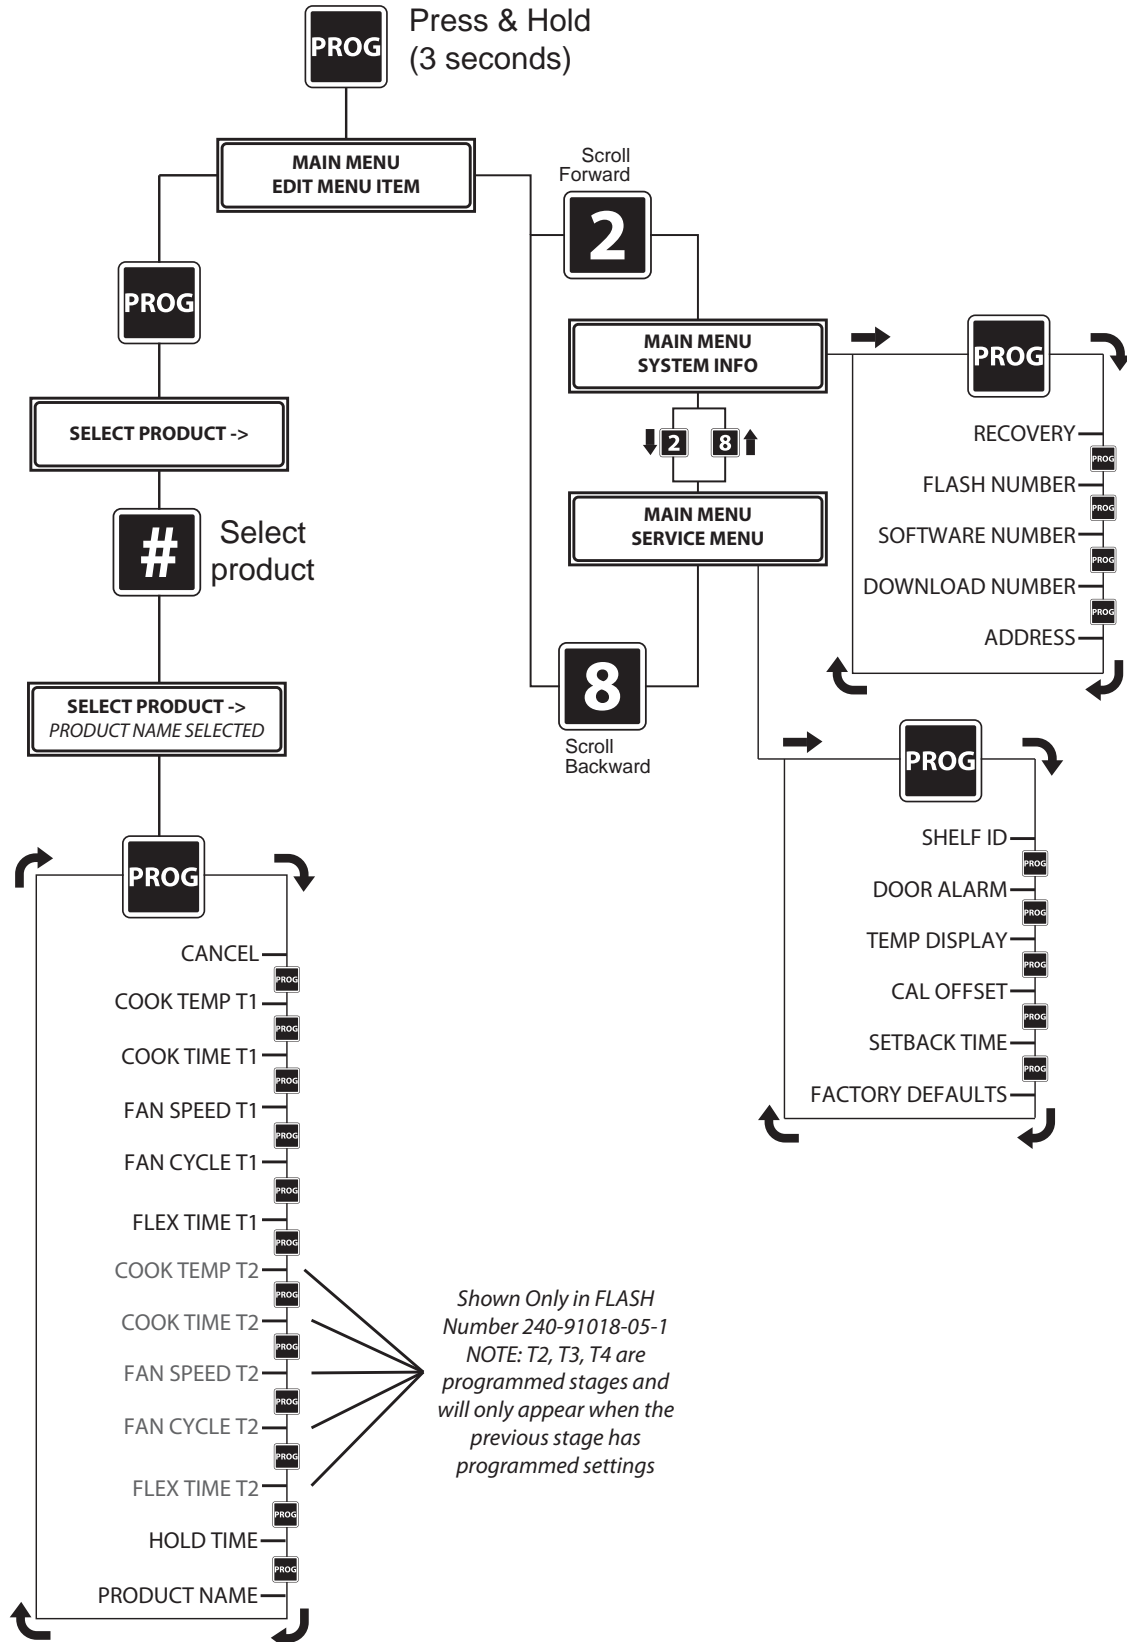 PROG
Press & Hold
(3 seconds)
MAIN MENU
EDIT MENU ITEM
PROG
SELECT PRODUCT ->
#
Select
product
SELECT PRODUCT ->
PRODUCT NAME SELECTED
PROG
CANCEL
PROG
COOK TEMP T1
PROG
COOK TIME T1
PROG
FAN SPEED T1
PROG
FAN CYCLE T1
PROG
FLEX TIME T1
PROG
COOK TEMP T2
PROG
COOK TIME T2
PROG
FAN SPEED T2
PROG
FAN CYCLE T2
PROG
FLEX TIME T2
PROG
HOLD TIME
PROG
PRODUCT NAME
Shown Only in FLASH
Number 240-91018-05-1
NOTE: T2, T3, T4 are
programmed stages and
will only appear when the
previous stage has
programmed settings
Scroll
Forward
2
MAIN MENU
SYSTEM INFO
2
8
MAIN MENU
SERVICE MENU
8
Scroll
Backward
PROG
RECOVERY
PROG
FLASH NUMBER
PROG
SOFTWARE NUMBER
PROG
DOWNLOAD NUMBER
PROG
ADDRESS
PROG
SHELF ID
PROG
DOOR ALARM
PROG
TEMP DISPLAY
PROG
CAL OFFSET
PROG
SETBACK TIME
PROG
FACTORY DEFAULTS